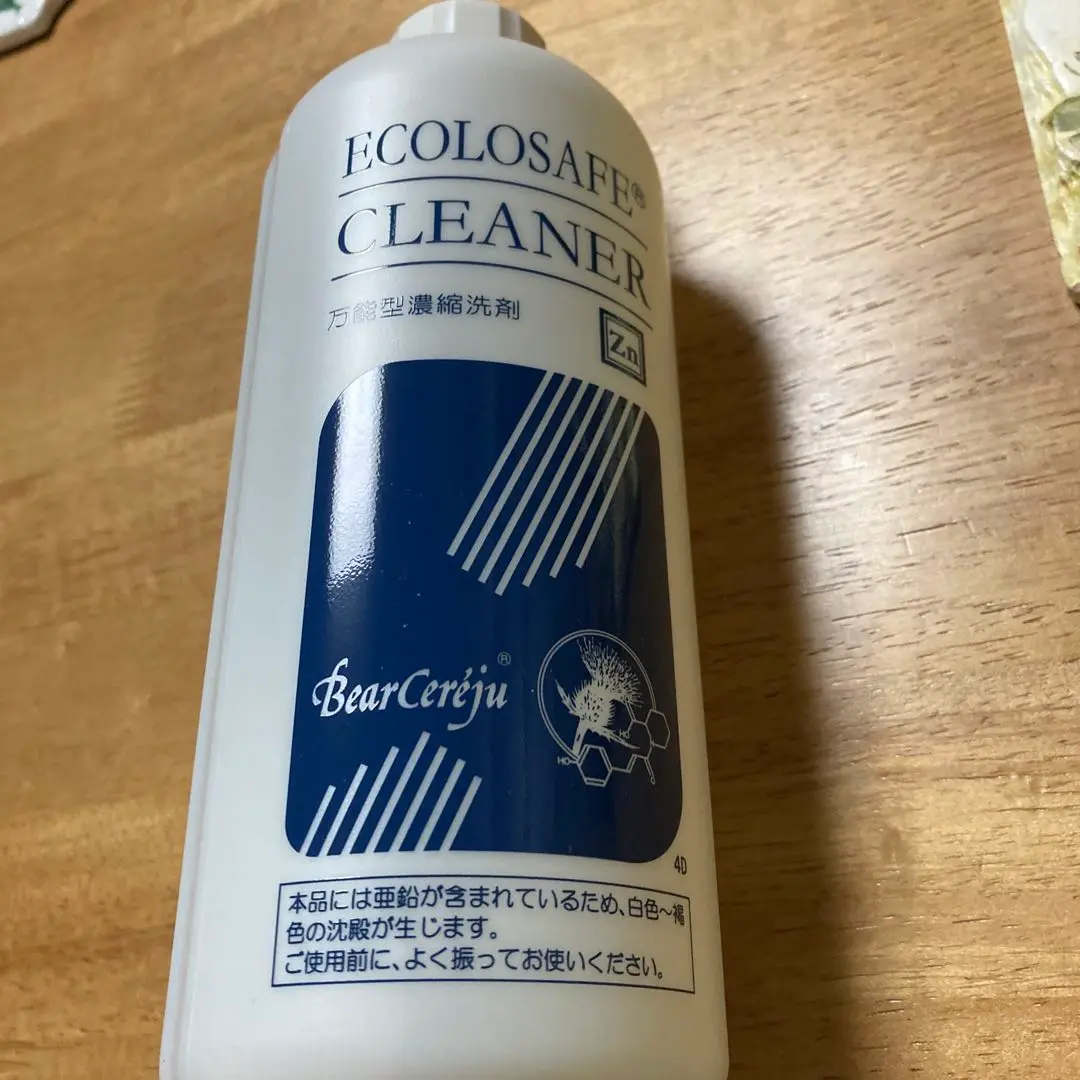 ECOLOSAFE®
CLEANER
万能型濃縮洗剤
Zn
BearCeréju®
HO
HO
O
4D
本品には亜鉛が含まれているため、白色～褐
色の沈殿が生じます。
ご使用前に、よく振ってお使いください。